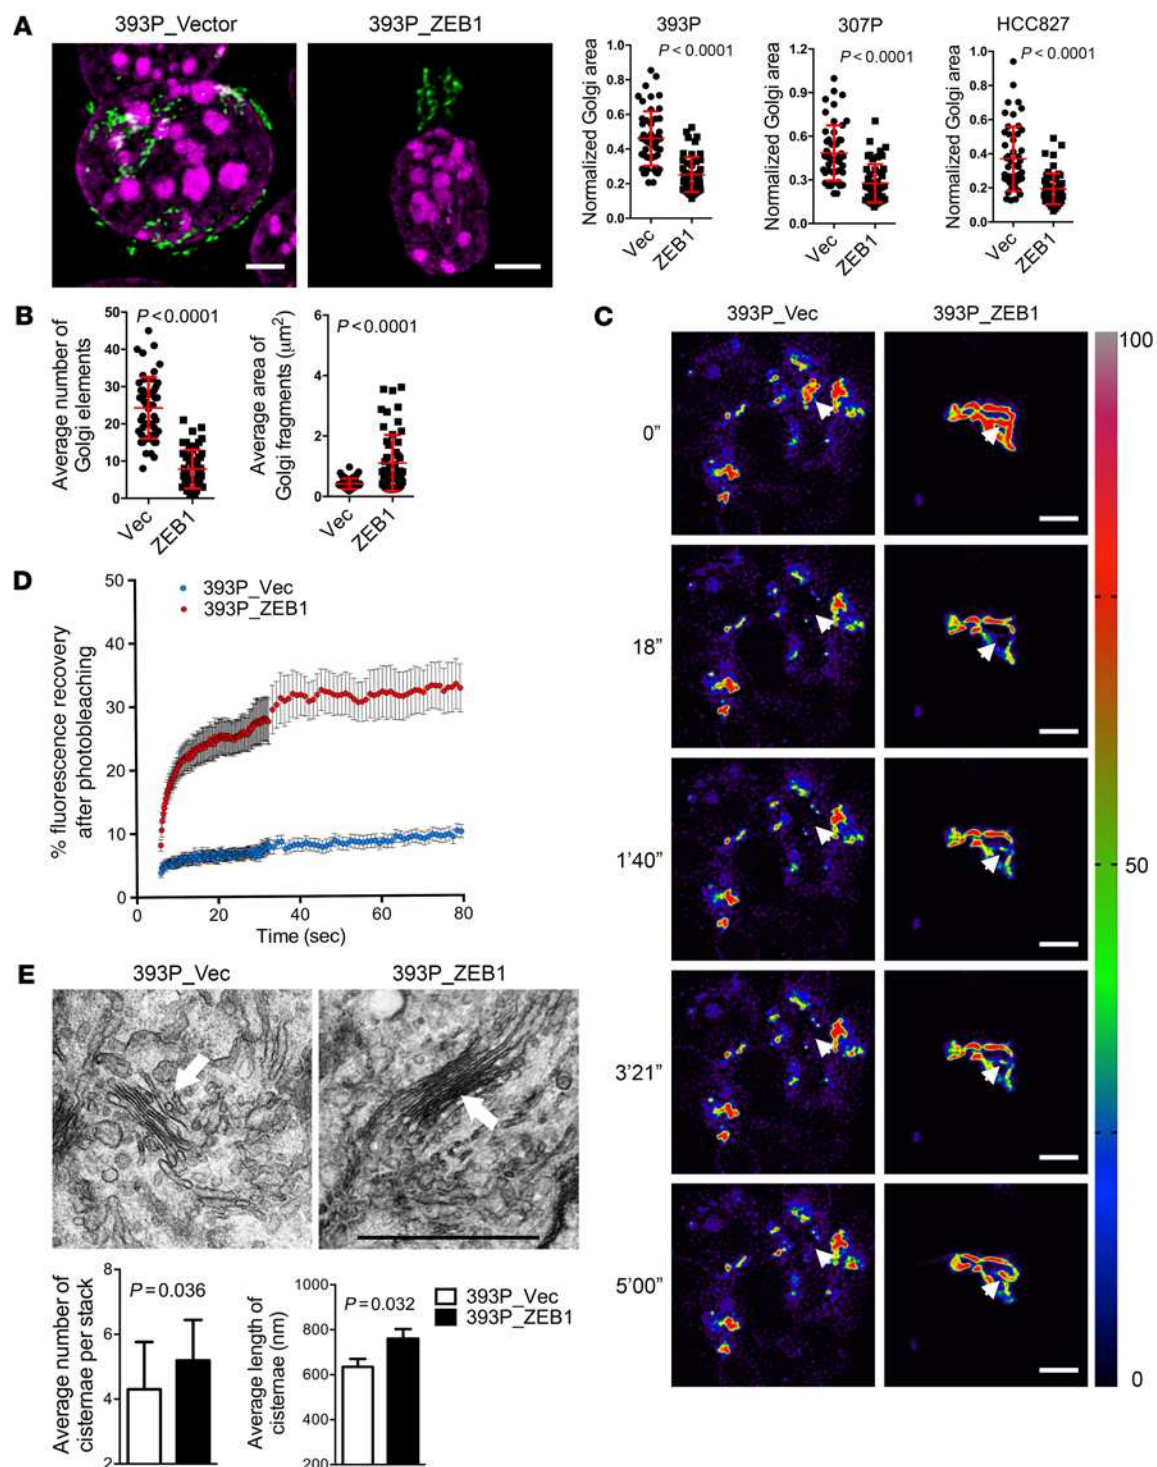 A
393P_Vector
393P_ZEB1
393P
307P
HCC827
Normalized Golgi area
1.0
0.8
0.6
0.4
0.2
0.0
P < 0.0001
Vec
ZEB1
Normalized Golgi area
1.2
0.9
0.6
0.3
0.0
P < 0.0001
Vec
ZEB1
Normalized Golgi area
1.0
0.8
0.6
0.4
0.2
0.0
P < 0.0001
Vec
ZEB1
B
Average number of
Golgi elements
50
40
30
20
10
0
P < 0.0001
Vec
ZEB1
Average area of
Golgi fragments (μm²)
6
4
2
0
P < 0.0001
Vec
ZEB1
C
393P_Vec
393P_ZEB1
0”
18”
1’40”
3’21”
5’00”
100
50
0
D
% fluorescence recovery
after photobleaching
50
40
30
20
10
0
393P_Vec
393P_ZEB1
0
20
40
60
80
Time (sec)
E
393P_Vec
393P_ZEB1
Average number of
cisternae per stack
8
6
4
2
P = 0.036
Average length of
cisternae (nm)
1000
800
600
400
200
P = 0.032
393P_Vec
393P_ZEB1